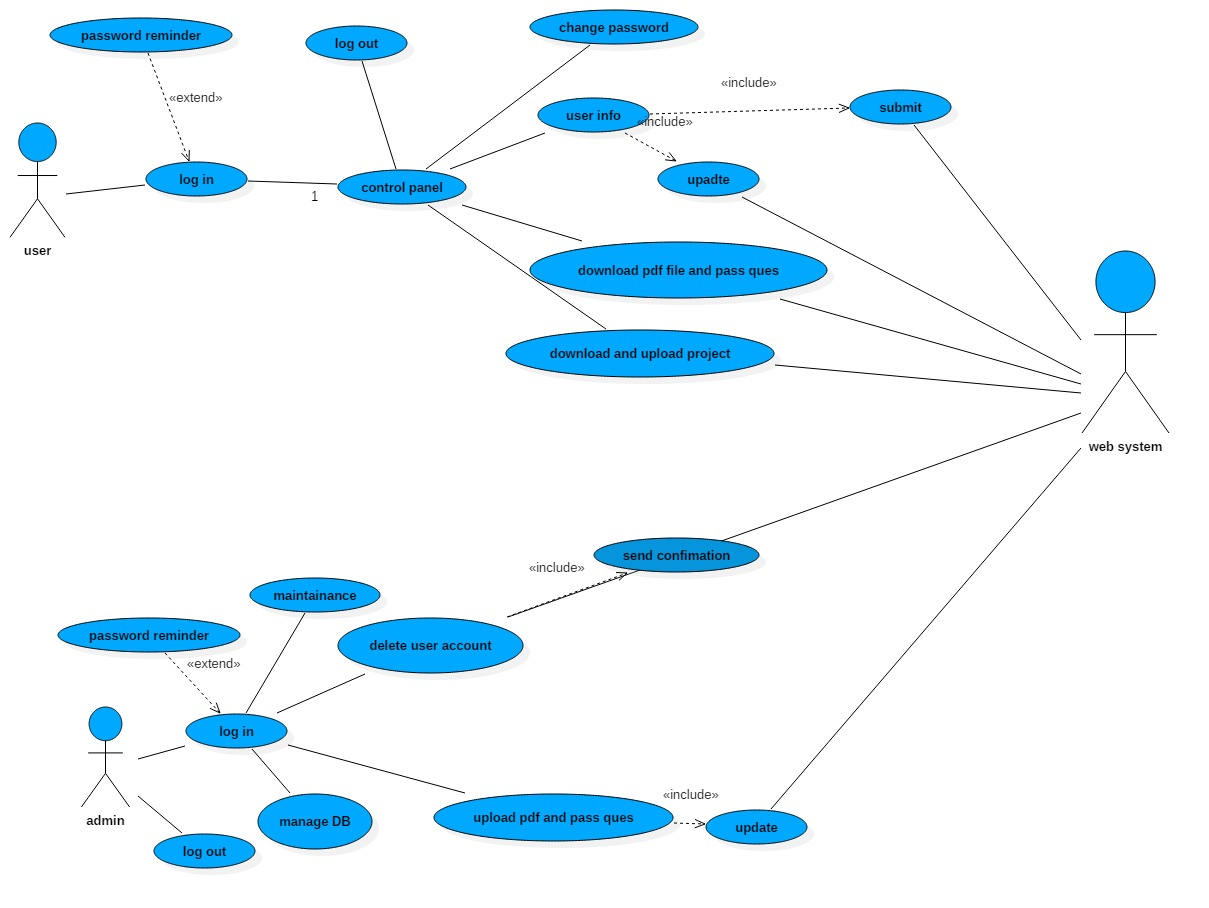 change password
password reminder
log out
«include»
«extend»
user info
submit
«include»
log in
control panel
upadte
1
user
download pdf file and pass ques
download and upload project
web system
send confimation
«include»
maintainance
password reminder
delete user account
«extend»
log in
«include»
admin
manage DB
upload pdf and pass ques
update
log out